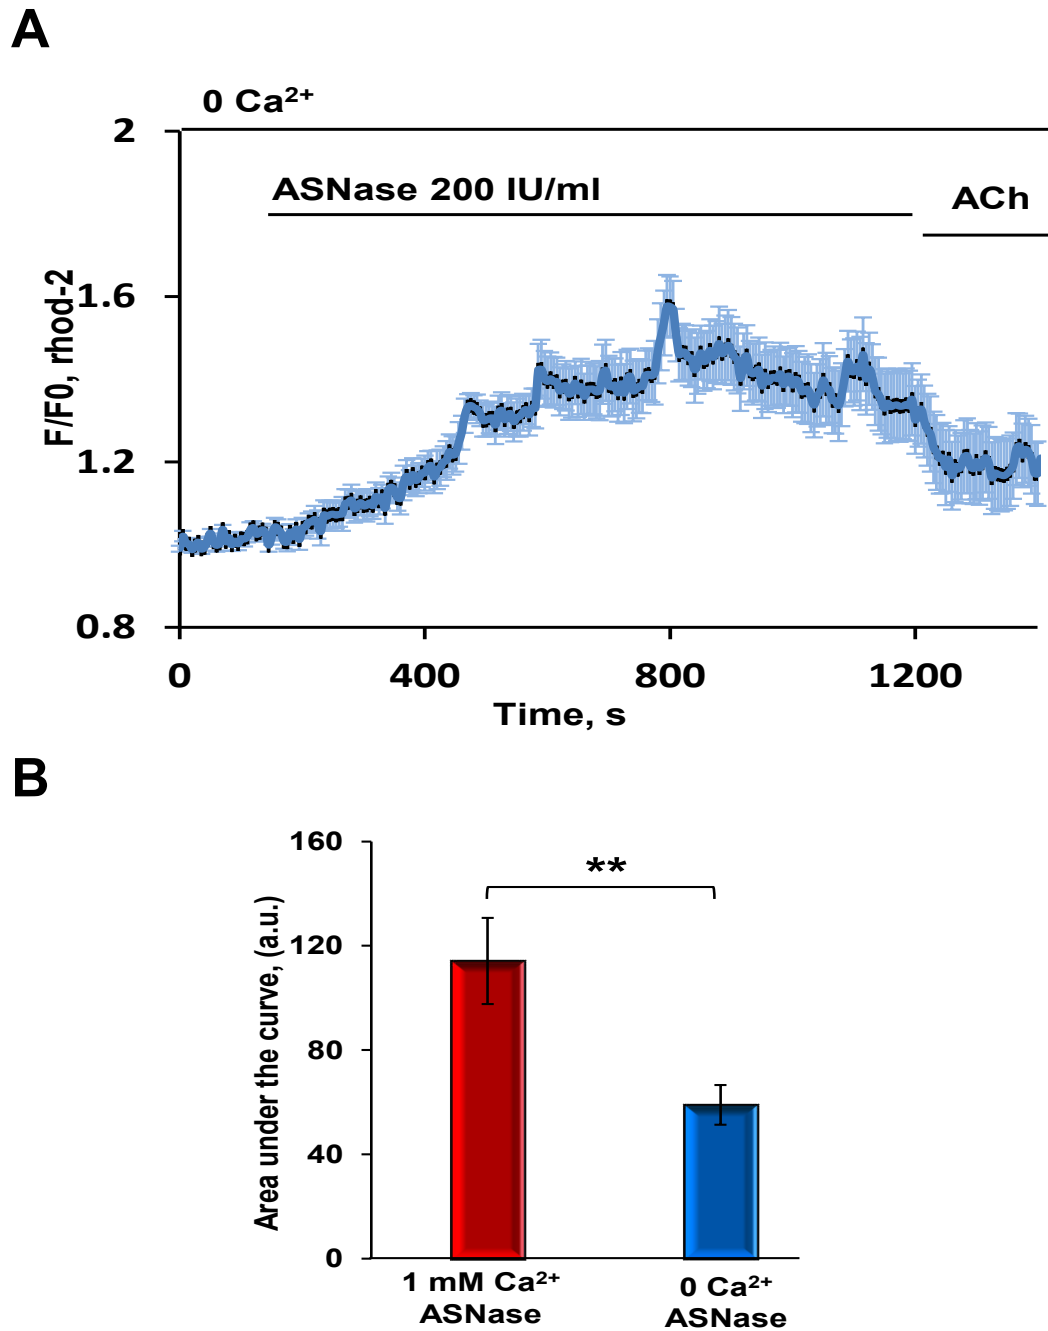 A
0 Ca²⁺
ASNase 200 IU/ml
ACh
F/F0, rhod-2
2
1.6
1.2
0.8
0
400
800
1200
Time, s
B
Area under the curve, (a.u.)
160
120
80
40
0
**
1 mM Ca²⁺
ASNase
0 Ca²⁺
ASNase